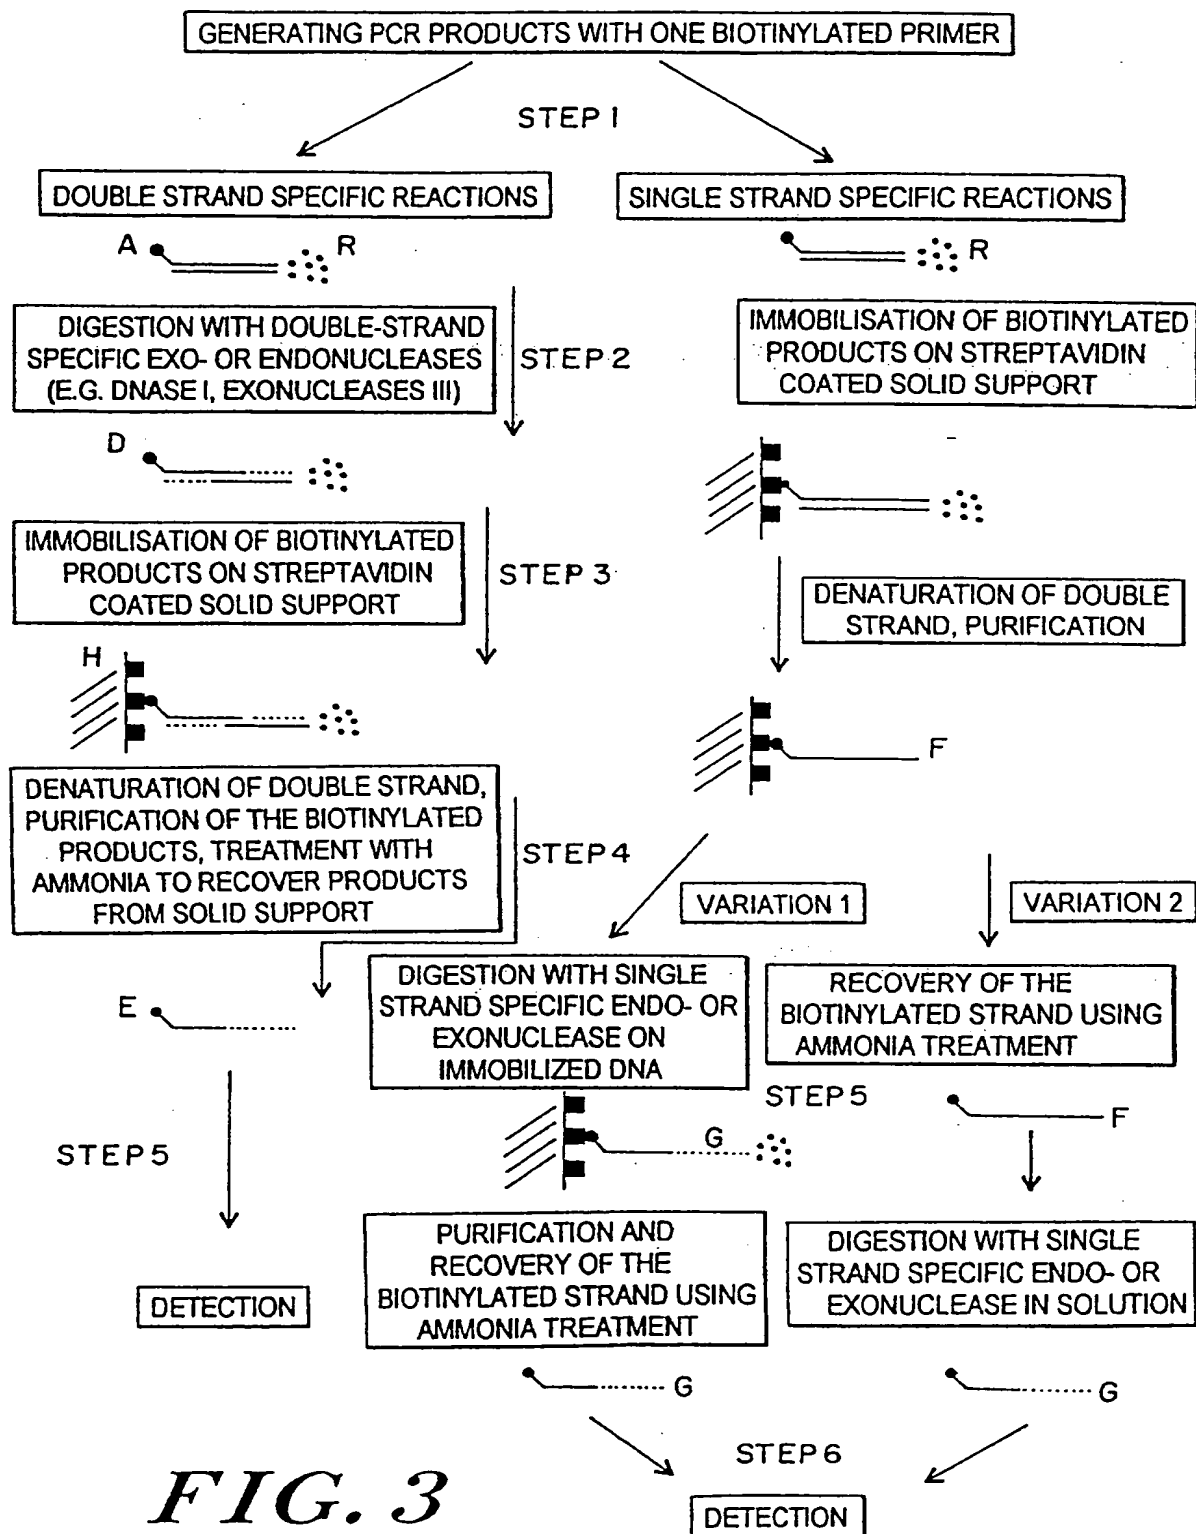 GENERATING PCR PRODUCTS WITH ONE BIOTINYLATED PRIMER
STEP 1
DOUBLE STRAND SPECIFIC REACTIONS
SINGLE STRAND SPECIFIC REACTIONS
A
R
R
DIGESTION WITH DOUBLE-STRAND
SPECIFIC EXO- OR ENDONUCLEASES
(E.G. DNASE I, EXONUCLEASES III)
STEP 2
IMMOBILISATION OF BIOTINYLATED
PRODUCTS ON STREPTAVIDIN
COATED SOLID SUPPORT
D
IMMOBILISATION OF BIOTINYLATED
PRODUCTS ON STREPTAVIDIN
COATED SOLID SUPPORT
STEP 3
DENATURATION OF DOUBLE
STRAND, PURIFICATION
H
F
DENATURATION OF DOUBLE STRAND,
PURIFICATION OF THE BIOTINYLATED
PRODUCTS, TREATMENT WITH
AMMONIA TO RECOVER PRODUCTS
FROM SOLID SUPPORT
STEP 4
VARIATION 1
VARIATION 2
E
DIGESTION WITH SINGLE
STRAND SPECIFIC ENDO- OR
EXONUCLEASE ON
IMMOBILIZED DNA
RECOVERY OF THE
BIOTINYLATED STRAND USING
AMMONIA TREATMENT
STEP 5
STEP 5
G
F
PURIFICATION AND
RECOVERY OF THE
BIOTINYLATED STRAND USING
AMMONIA TREATMENT
DIGESTION WITH SINGLE
STRAND SPECIFIC ENDO- OR
EXONUCLEASE IN SOLUTION
DETECTION
G
G
STEP 6
DETECTION
FIG. 3